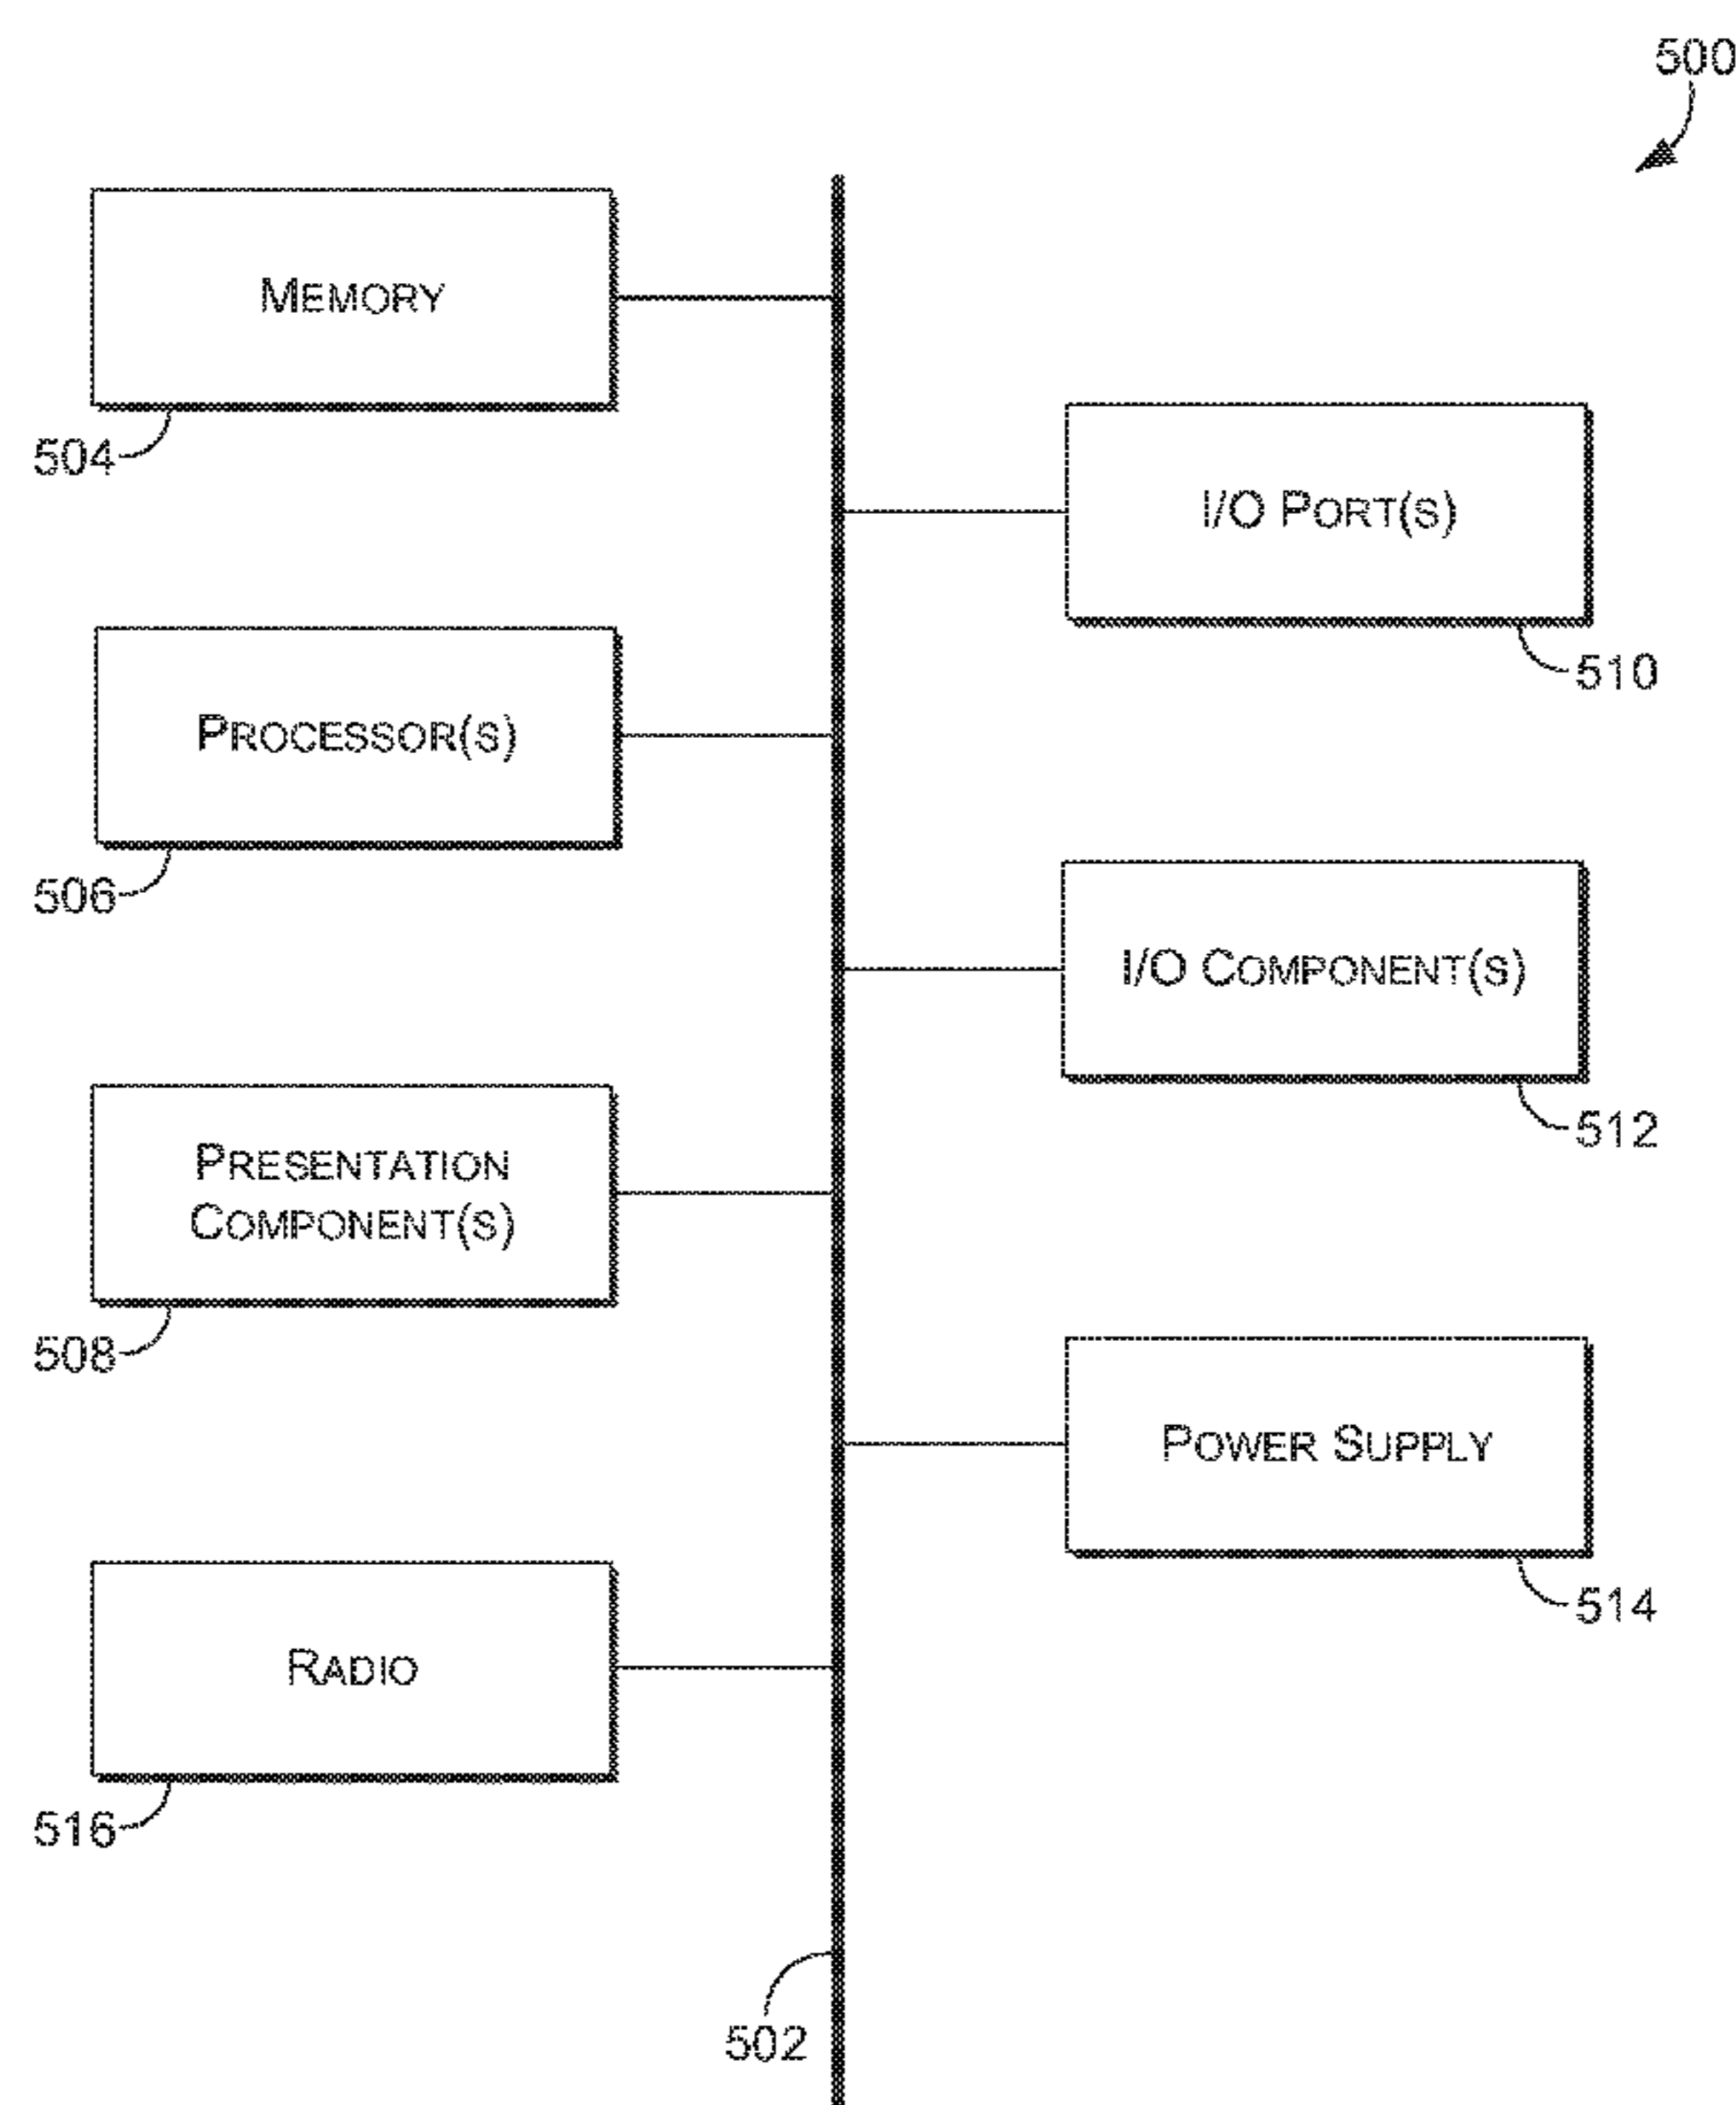 500
MEMORY
504
I/O PORT(S)
510
PROCESSOR(S)
506
I/O COMPONENT(S)
512
PRESENTATION
COMPONENT(S)
508
POWER SUPPLY
514
RADIO
516
502